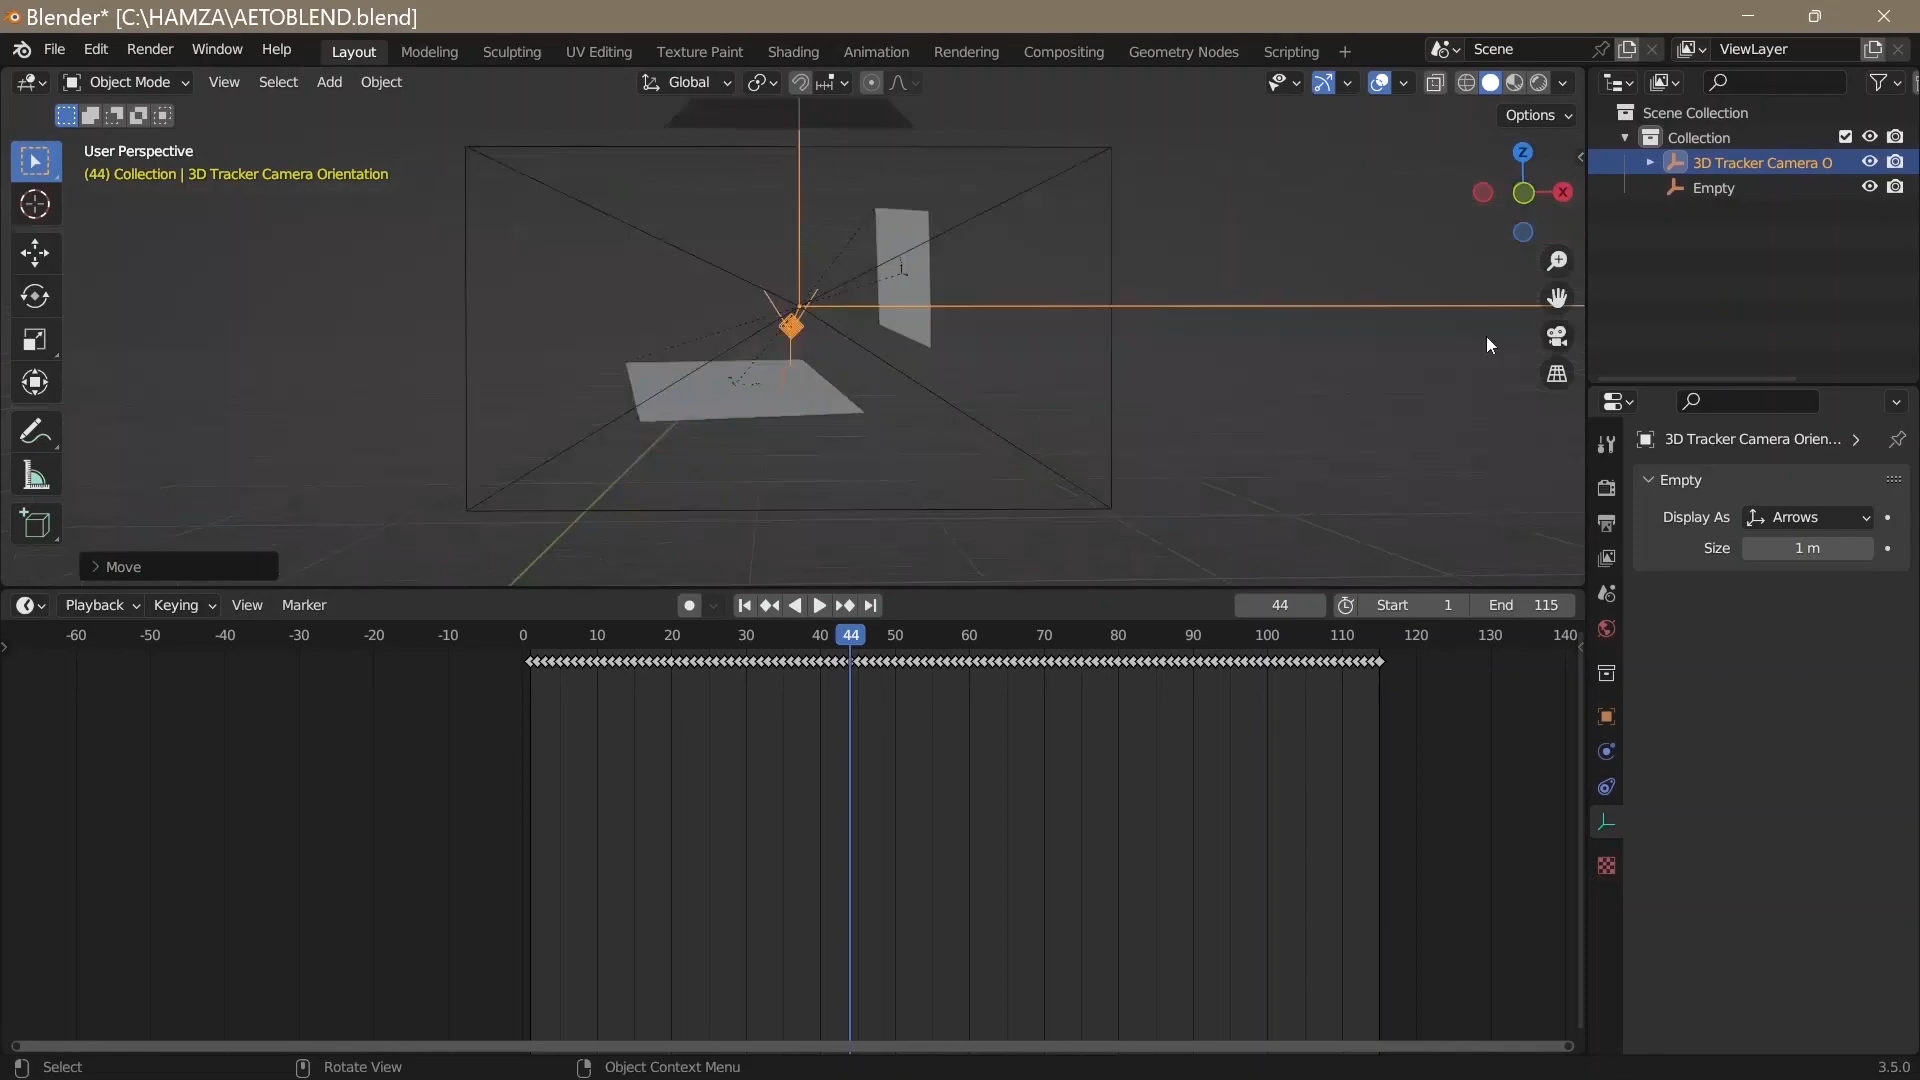 Blender* [C:\HAMZA\AETOBLEND.blend]
File Edit Render Window Help Layout Modeling Sculpting UV Editing Texture Paint Shading Animation Rendering Compositing Geometry Nodes Scripting + Scene ViewLayer
Object Mode View Select Add Object Global
Options
User Perspective
(44) Collection | 3D Tracker Camera Orientation
Z
X
Move
Scene Collection
Collection
3D Tracker Camera O
Empty
3D Tracker Camera Orien...
Empty
Display As Arrows
Size 1 m
Playback Keying View Marker 44 Start 1 End 115
-60 -50 -40 -30 -20 -10 0 10 20 30 40 44 50 60 70 80 90 100 110 120 130 140
Select Rotate View Object Context Menu 3.5.0